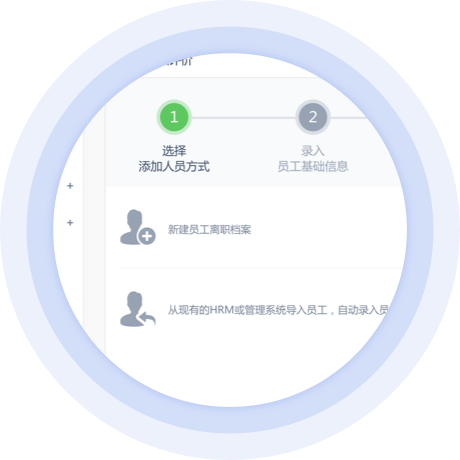 1
2
选择
添加人员方式
录入
员工基础信息
+
+
新建员工离职档案
从现有的HRM或管理系统导入员工，自动录入员